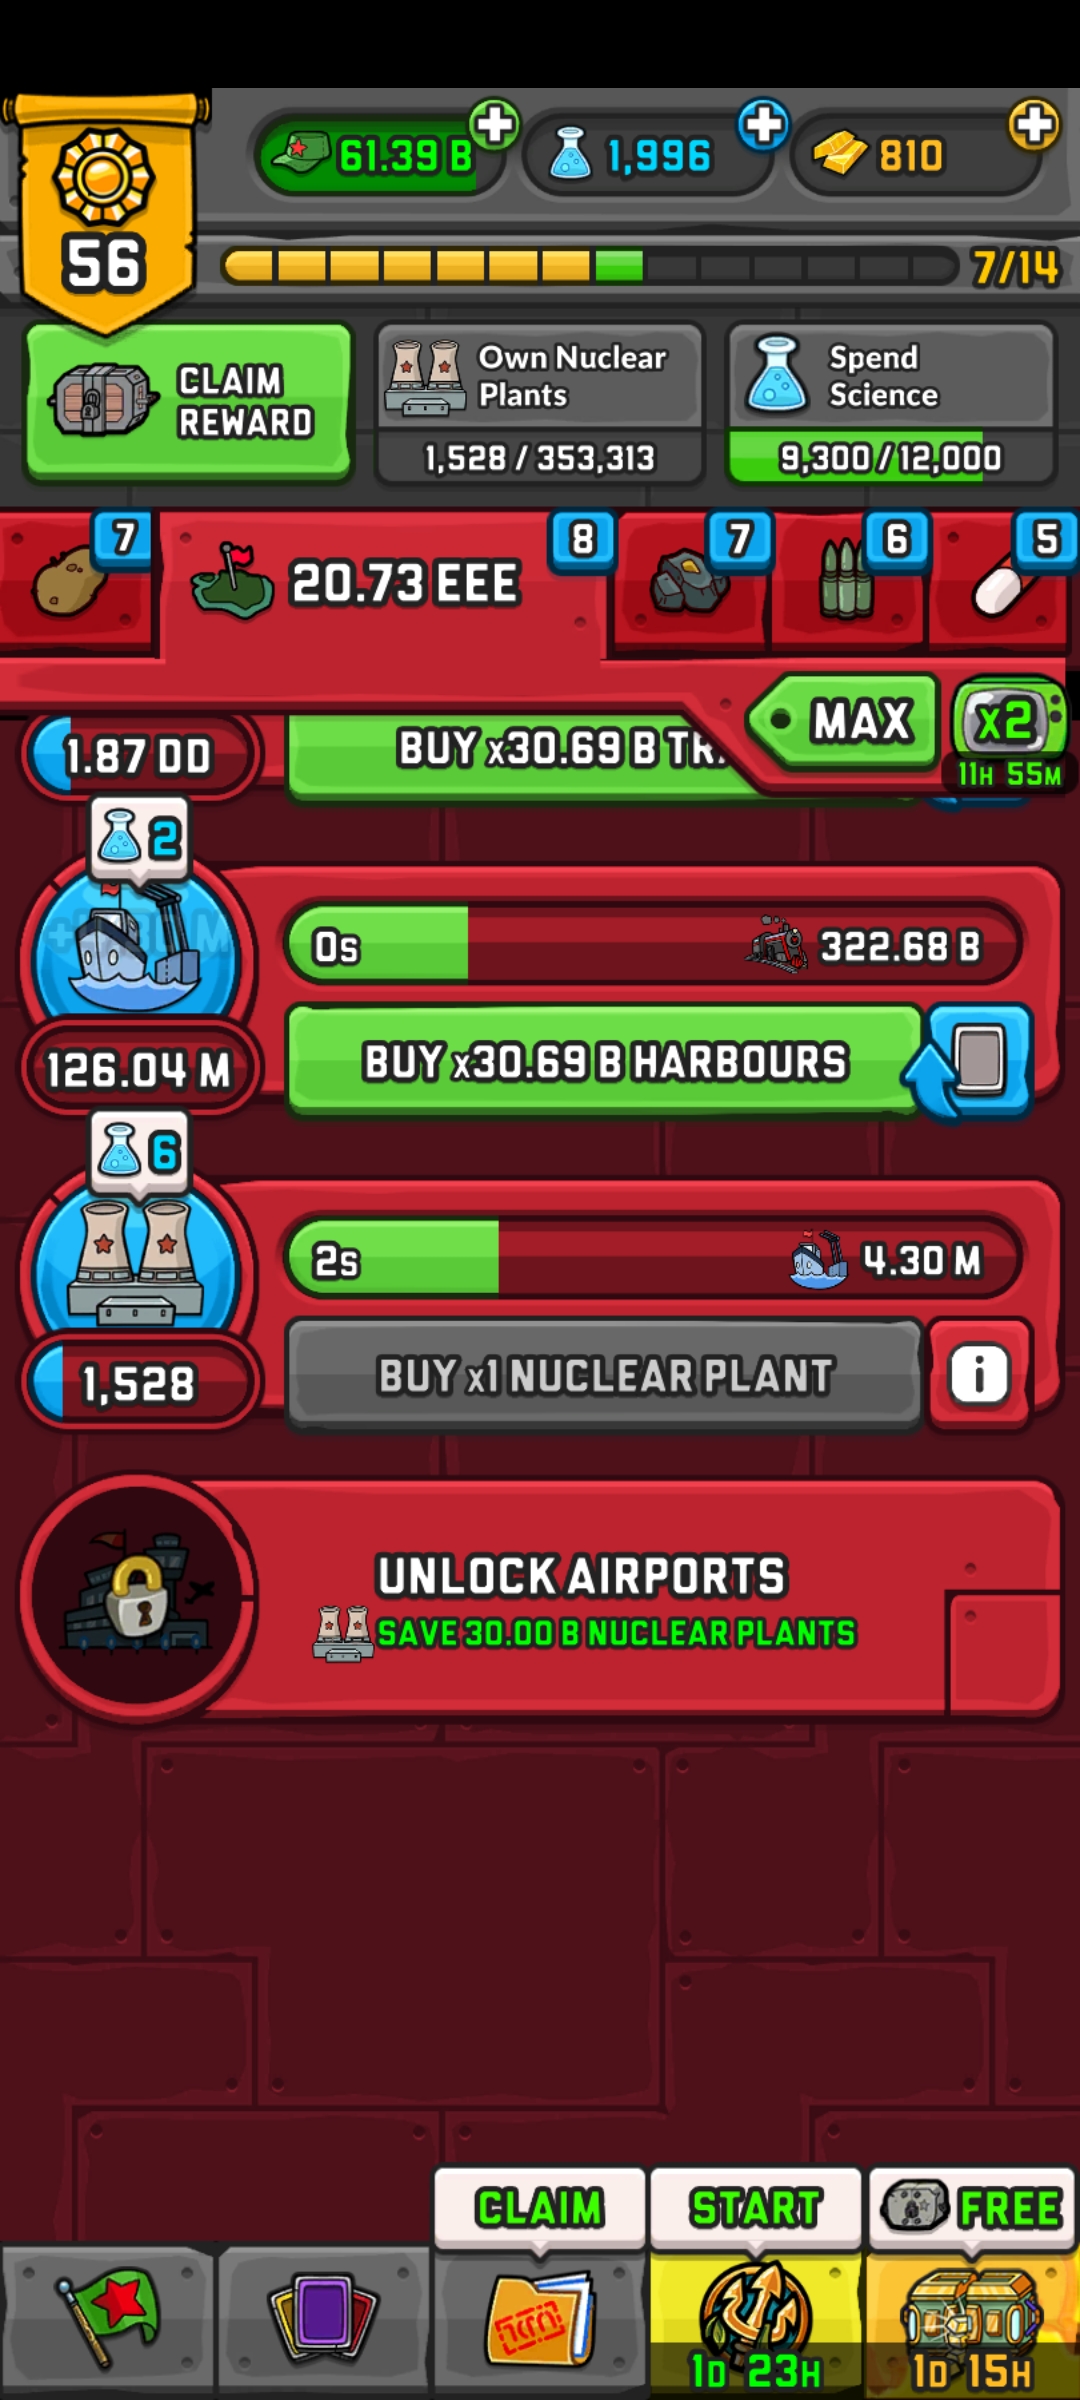 61.39 B
1,996
810
56
7/14
CLAIM
REWARD
Own Nuclear
Plants
1,528 / 353,313
Spend
Science
9,300 / 12,000
7
20.73 EEE
8
7
6
5
MAX
x2
11H 55M
1.87 DD
BUY x30.69 B
2
0s
322.68 B
126.04 M
BUY x30.69 B HARBOURS
6
2s
4.30 M
1,528
BUY x1 NUCLEAR PLANT
i
UNLOCK AIRPORTS
SAVE 30.00 B NUCLEAR PLANTS
CLAIM
START
FREE
1D 23H
1D 15H